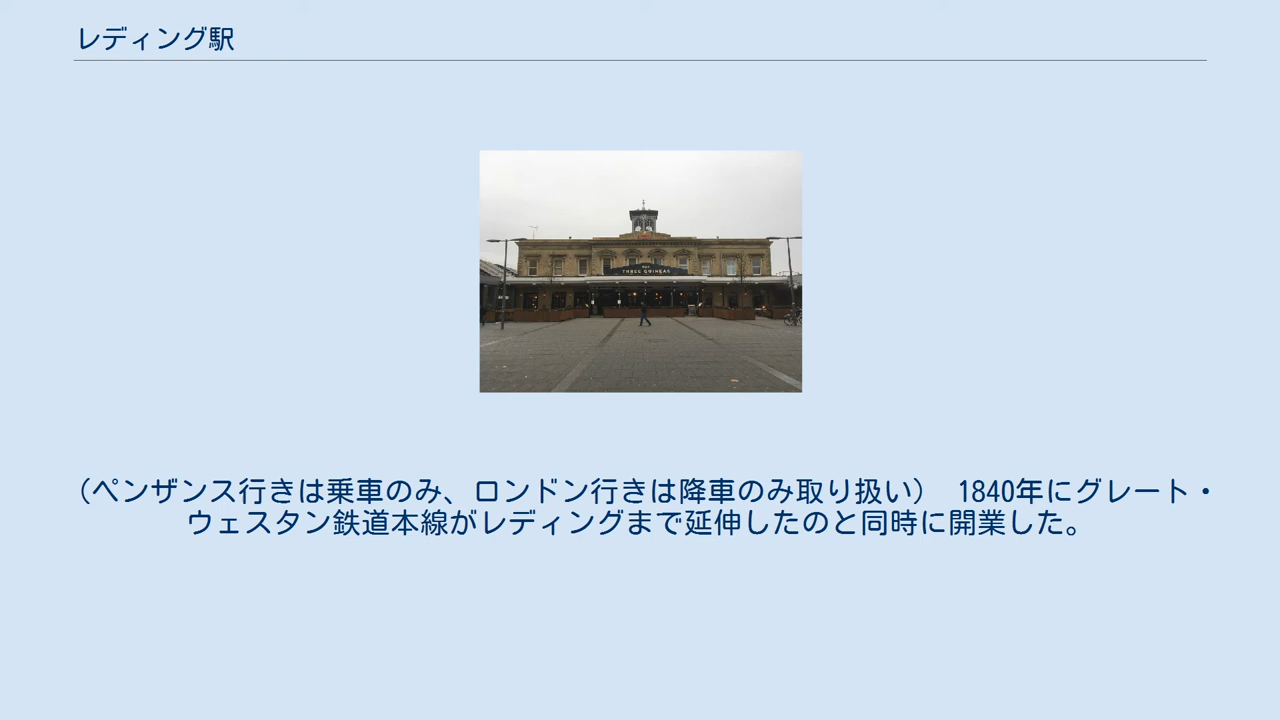 レディング駅
THE
THREE GUINEAS
（ペンザンス行きは乗車のみ、ロンドン行きは降車のみ取り扱い） 1840年にグレート・
ウェスタン鉄道本線がレディングまで延伸したのと同時に開業した。